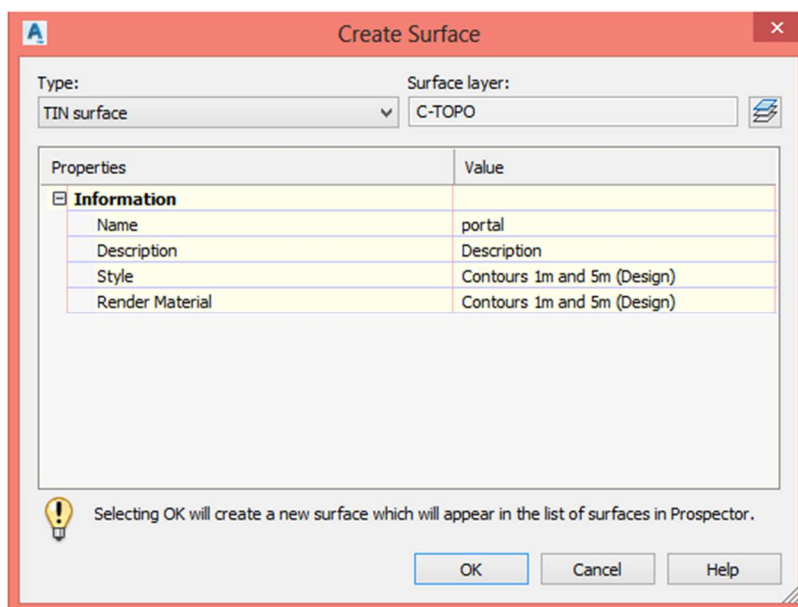 Create Surface
Type: Surface layer:
TIN surface C-TOPO
Properties Value
Information
Name portal
Description Description
Style Contours 1m and 5m (Design)
Render Material Contours 1m and 5m (Design)
Selecting OK will create a new surface which will appear in the list of surfaces in Prospector.
OK Cancel Help